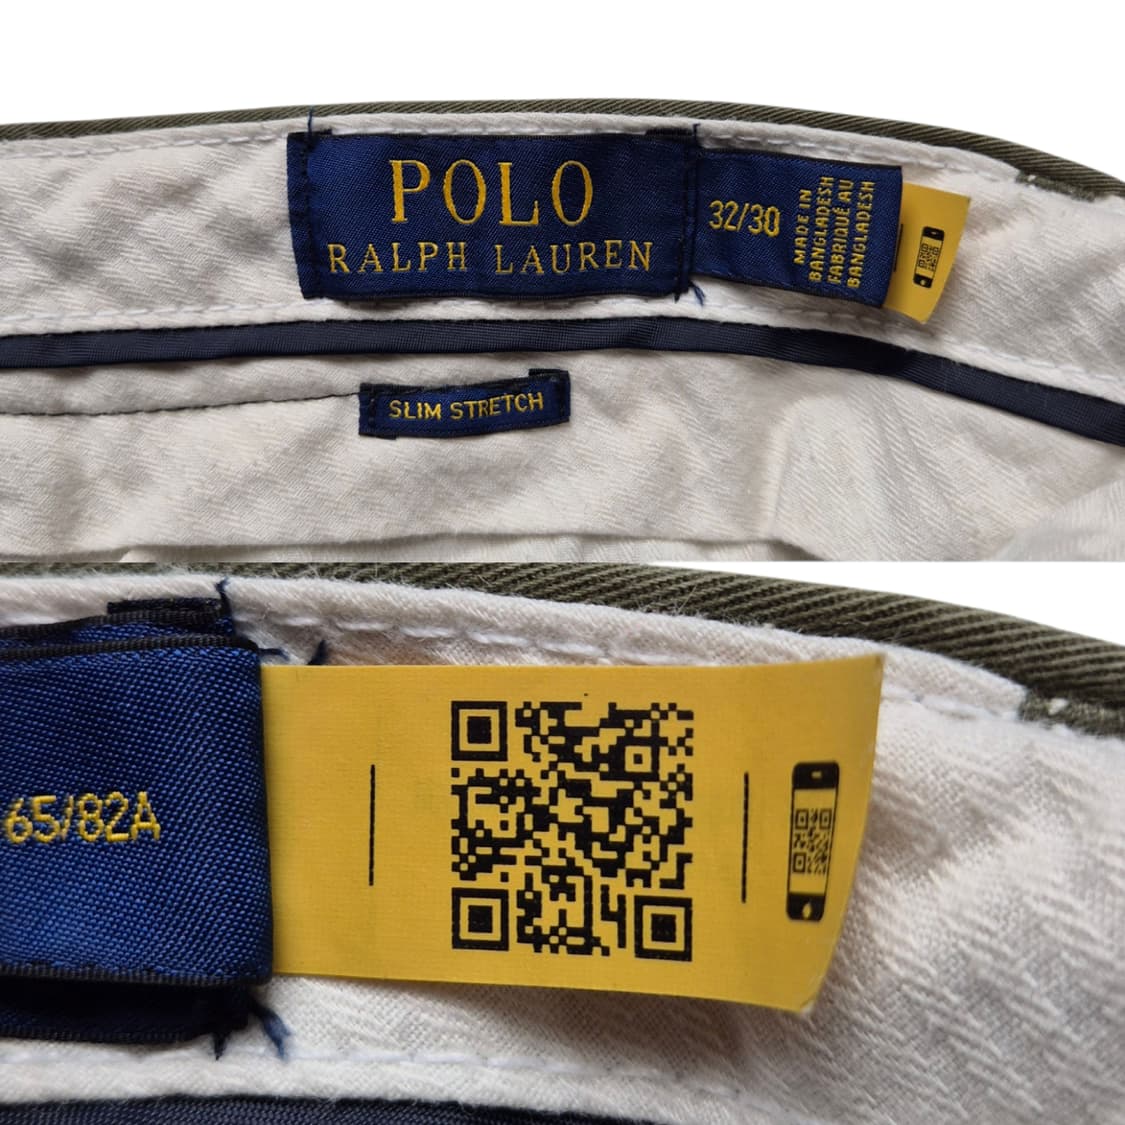 POLO
RALPH LAUREN
32/30
MADE IN
BANGLADESH
FABRIQUÉ AU
BANGLADESH
SLIM STRETCH
65/82A